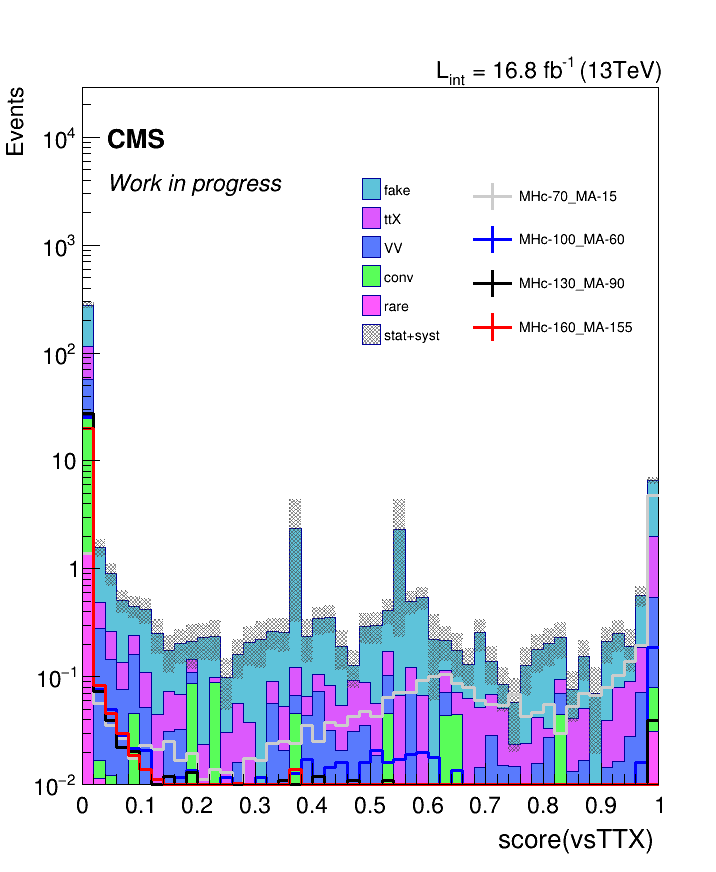 L_int = 16.8 fb^-1 (13TeV)
Events
CMS
Work in progress
fake
ttX
VV
conv
rare
stat+syst
MHc-70_MA-15
MHc-100_MA-60
MHc-130_MA-90
MHc-160_MA-155
10^4
10^3
10^2
10
1
10^-1
10^-2
0 0.1 0.2 0.3 0.4 0.5 0.6 0.7 0.8 0.9 1
score(vsTTX)